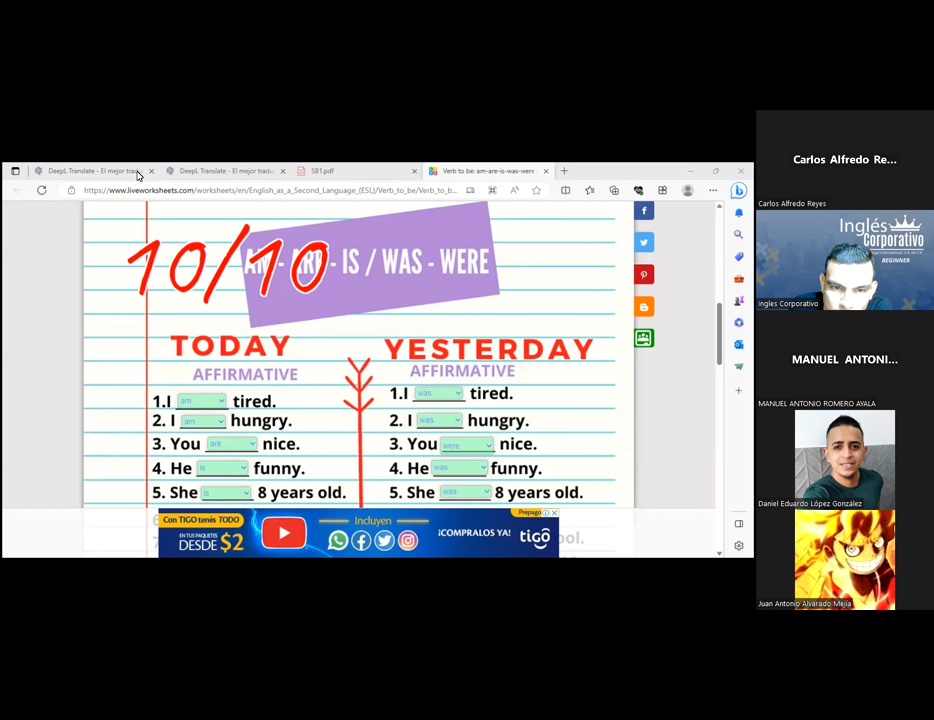 DeepL Translate - El mejor trad
DeepL Translate - El mejor tradu
S81.pdf
Verb to be: am-are-is-was-were
https://www.liveworksheets.com/worksheets/en/English_as_a_Second_Language_(ESL)/Verb_to_be/Verb_to_b...
10/10
AM - ARE - IS / WAS - WERE
TODAY
YESTERDAY
AFFIRMATIVE
AFFIRMATIVE
1.I am tired.
1.I was tired.
2. I am hungry.
2. I was hungry.
3. You are nice.
3. You were nice.
4. He is funny.
4. He was funny.
5. She is 8 years old.
5. She was 8 years old.
ool.
Con TIGO tenés TODO
EN TUS PAQUETES
DESDE $2
Incluyen
¡COMPRALOS YA!
tigo
Prepago
Carlos Alfredo Re...
Carlos Alfredo Reyes
Inglés
Corporativo
BEGINNER
Ingles Corporativo
MANUEL ANTONI...
MANUEL ANTONIO ROMERO AYALA
Daniel Eduardo López González
Juan Antonio Alvarado Mejía